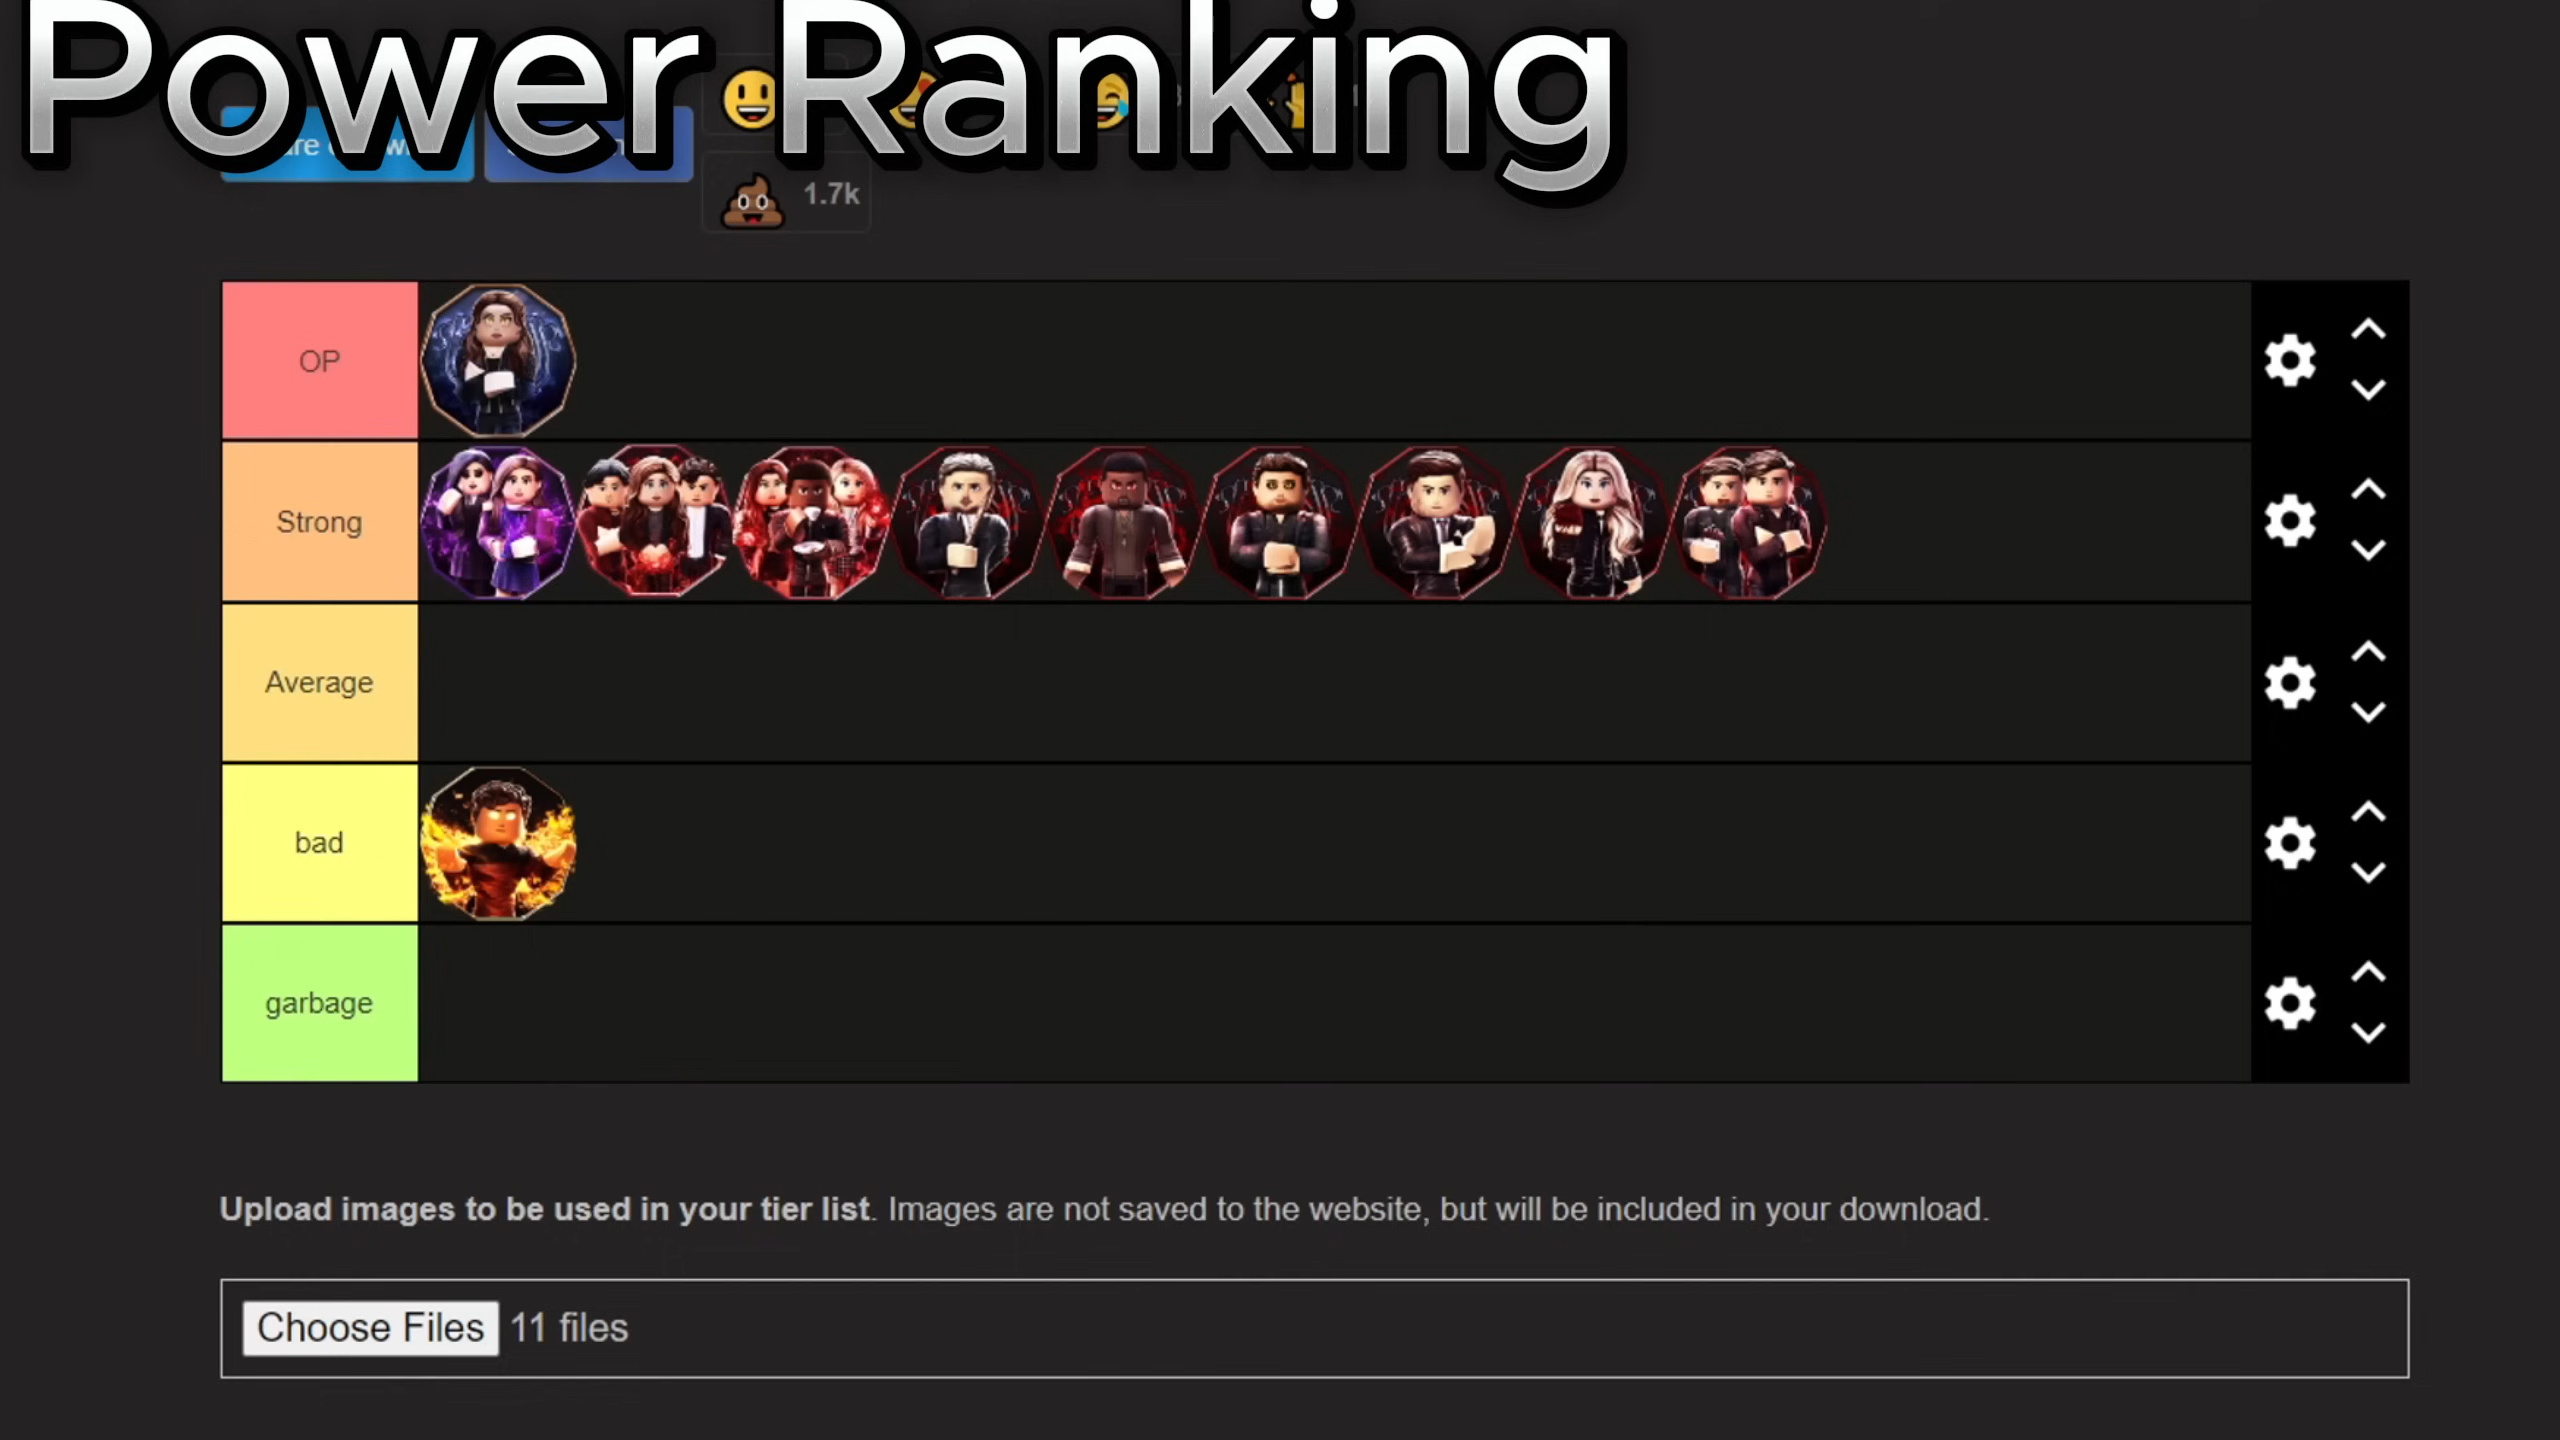 Power Ranking
1.7k
OP
Strong
Average
bad
garbage
Upload images to be used in your tier list. Images are not saved to the website, but will be included in your download.
Choose Files 11 files